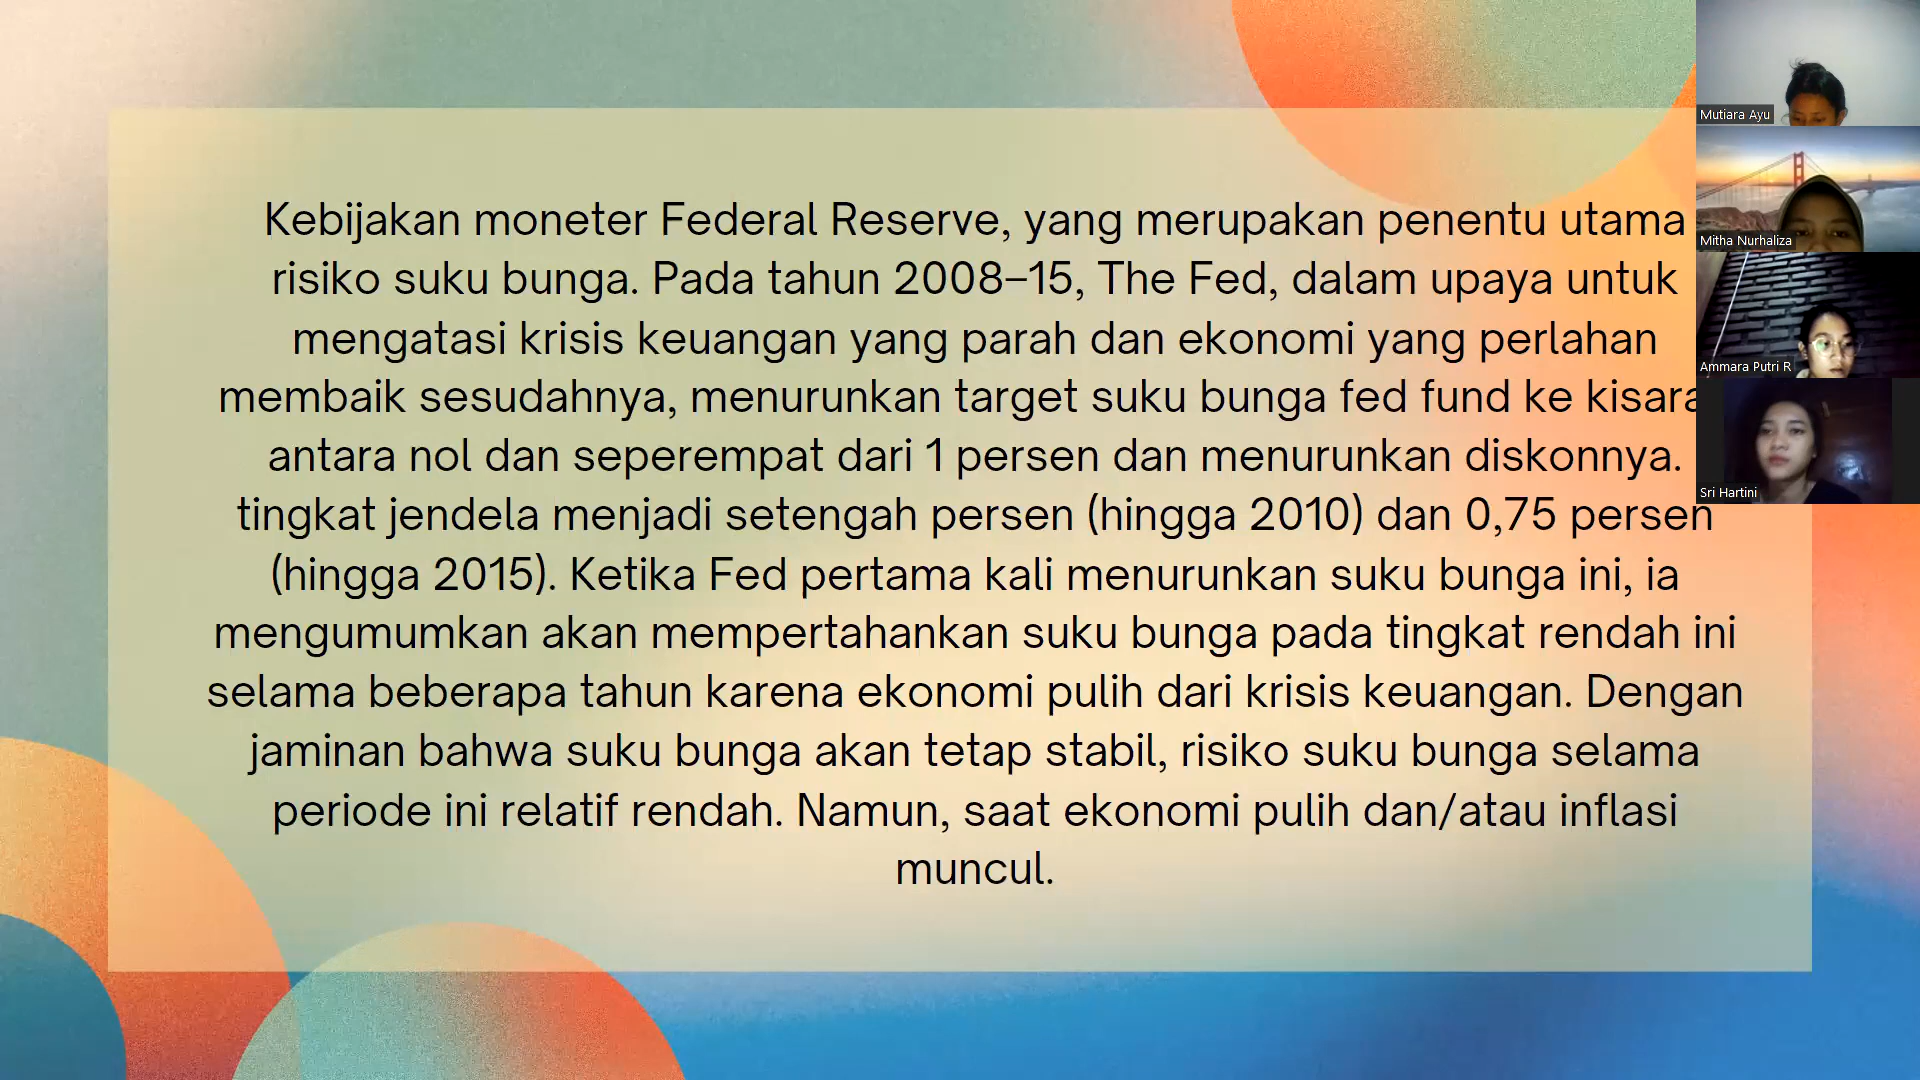 Kebijakan moneter Federal Reserve, yang merupakan penentu utama
risiko suku bunga. Pada tahun 2008–15, The Fed, dalam upaya untuk
mengatasi krisis keuangan yang parah dan ekonomi yang perlahan
membaik sesudahnya, menurunkan target suku bunga fed fund ke kisara
antara nol dan seperempat dari 1 persen dan menurunkan diskonnya.
tingkat jendela menjadi setengah persen (hingga 2010) dan 0,75 persen
(hingga 2015). Ketika Fed pertama kali menurunkan suku bunga ini, ia
mengumumkan akan mempertahankan suku bunga pada tingkat rendah ini
selama beberapa tahun karena ekonomi pulih dari krisis keuangan. Dengan
jaminan bahwa suku bunga akan tetap stabil, risiko suku bunga selama
periode ini relatif rendah. Namun, saat ekonomi pulih dan/atau inflasi
muncul.
Mutiara Ayu
Mitha Nurhaliza
Ammara Putri R
Sri Hartini